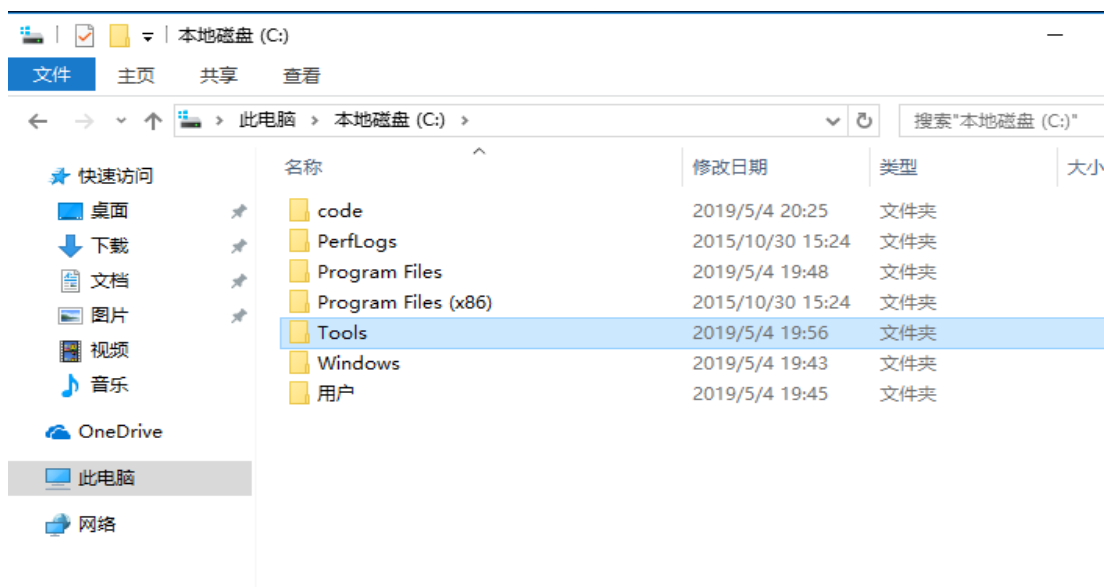 本地磁盘 (C:)
文件 主页 共享 查看
此电脑 本地磁盘 (C:) 搜索"本地磁盘 (C:)"
快速访问
桌面
下载
文档
图片
视频
音乐
OneDrive
此电脑
网络
名称 修改日期 类型 大小
code 2019/5/4 20:25 文件夹
PerfLogs 2015/10/30 15:24 文件夹
Program Files 2019/5/4 19:48 文件夹
Program Files (x86) 2015/10/30 15:24 文件夹
Tools 2019/5/4 19:56 文件夹
Windows 2019/5/4 19:43 文件夹
用户 2019/5/4 19:45 文件夹